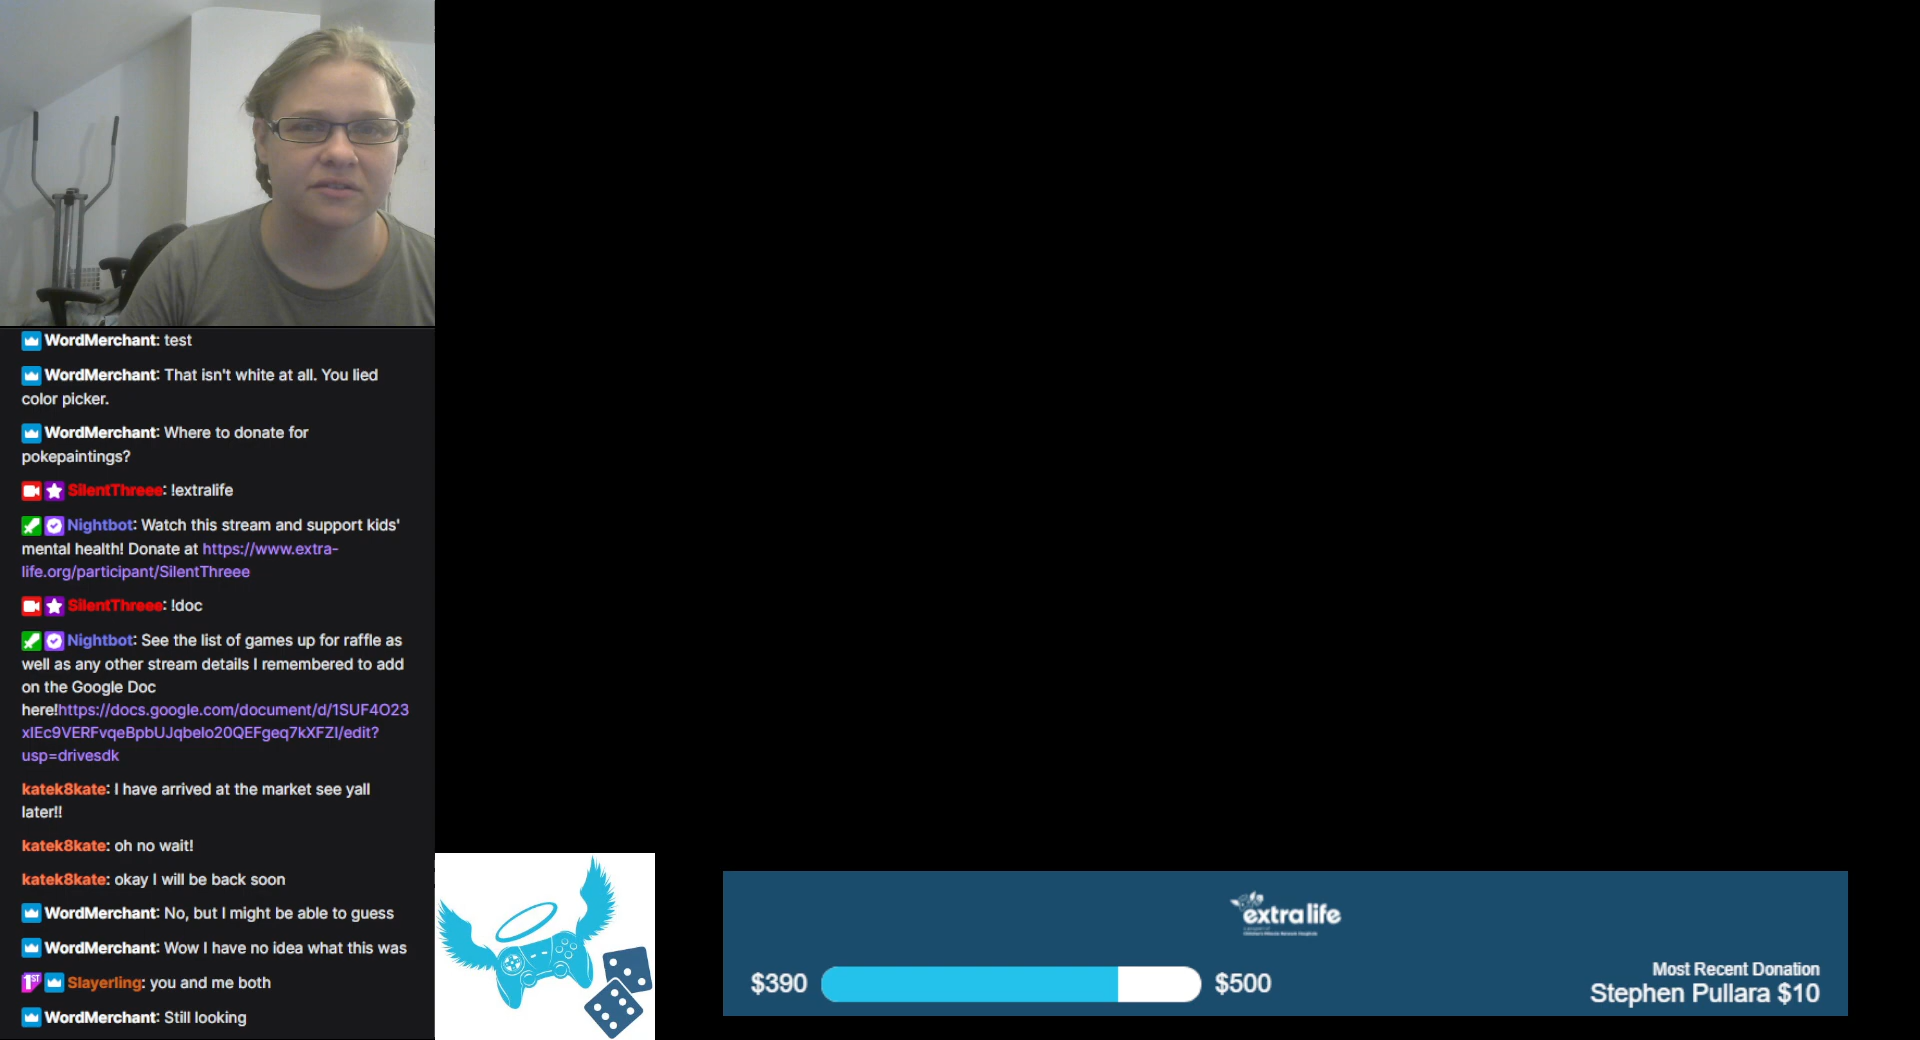 WordMerchant: test
WordMerchant: That isn't white at all. You lied
color picker.
WordMerchant: Where to donate for
pokepaintings?
SilentThreee: !extralife
Nightbot: Watch this stream and support kids'
mental health! Donate at https://www.extra-
life.org/participant/SilentThreee
SilentThreee: !doc
Nightbot: See the list of games up for raffle as
well as any other stream details I remembered to add
on the Google Doc
here!https://docs.google.com/document/d/1SUF4O23
xIEc9VERFvqeBpbUJqbelo20QEFgeq7kXFZI/edit?
usp=drivesdk
katek8kate: I have arrived at the market see yall
later!!
katek8kate: oh no wait!
katek8kate: okay I will be back soon
WordMerchant: No, but I might be able to guess
WordMerchant: Wow I have no idea what this was
1ST Slayerling: you and me both
WordMerchant: Still looking
extra life
$390
$500
Most Recent Donation
Stephen Pullara $10